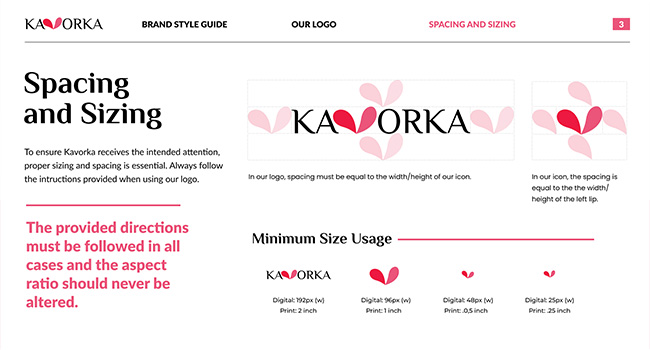 KAVORKA
BRAND STYLE GUIDE
OUR LOGO
SPACING AND SIZING
3
Spacing
and Sizing
To ensure Kavorka receives the intended attention,
proper sizing and spacing is essential. Always follow
the intructions provided when using our logo.
The provided directions
must be followed in all
cases and the aspect
ratio should never be
altered.
KAVORKA
In our logo, spacing must be equal to the width/height of our icon.
In our icon, the spacing is
equal to the the width/
height of the left lip.
Minimum Size Usage
KAVORKA
Digital: 192px (w)
Print: 2 inch
Digital: 96px (w)
Print: 1 inch
Digital: 48px (w)
Print: .0,5 inch
Digital: 25px (w)
Print: .25 inch